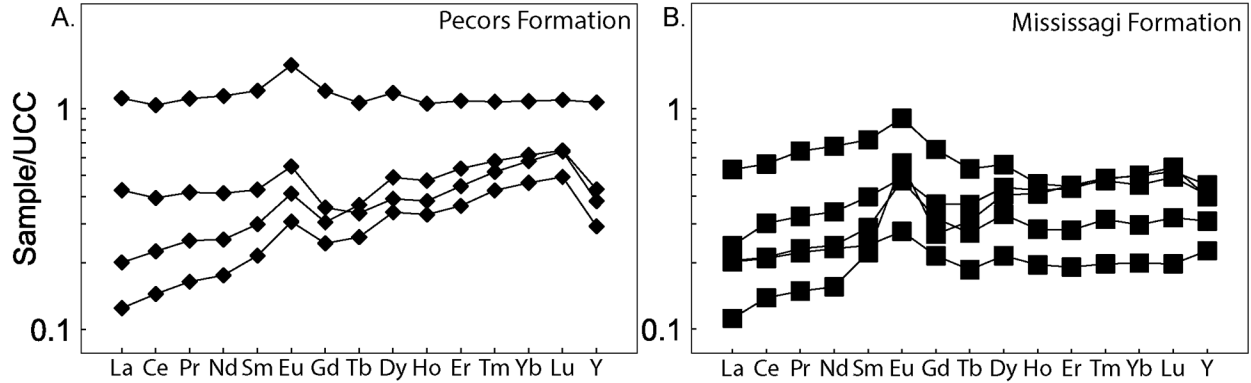 A.
Pecors Formation
Sample/UCC
1
0.1
La Ce Pr Nd Sm Eu Gd Tb Dy Ho Er Tm Yb Lu Y
B.
Mississagi Formation
1
0.1
La Ce Pr Nd Sm Eu Gd Tb Dy Ho Er Tm Yb Lu Y